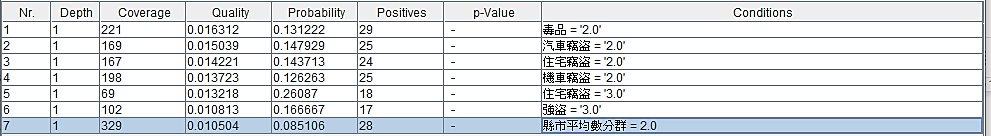 Nr. Depth Coverage Quality Probability Positives p-Value Conditions
1 1 221 0.016312 0.131222 29 - 毒品 = '2.0'
2 1 169 0.015039 0.147929 25 - 汽車竊盜 = '2.0'
3 1 167 0.014221 0.143713 24 - 住宅竊盜 = '2.0'
4 1 198 0.013723 0.126263 25 - 機車竊盜 = '2.0'
5 1 69 0.013218 0.26087 18 - 住宅竊盜 = '3.0'
6 1 102 0.010813 0.166667 17 - 強盜 = '3.0'
7 1 329 0.010504 0.085106 28 - 縣市平均數分群 = 2.0